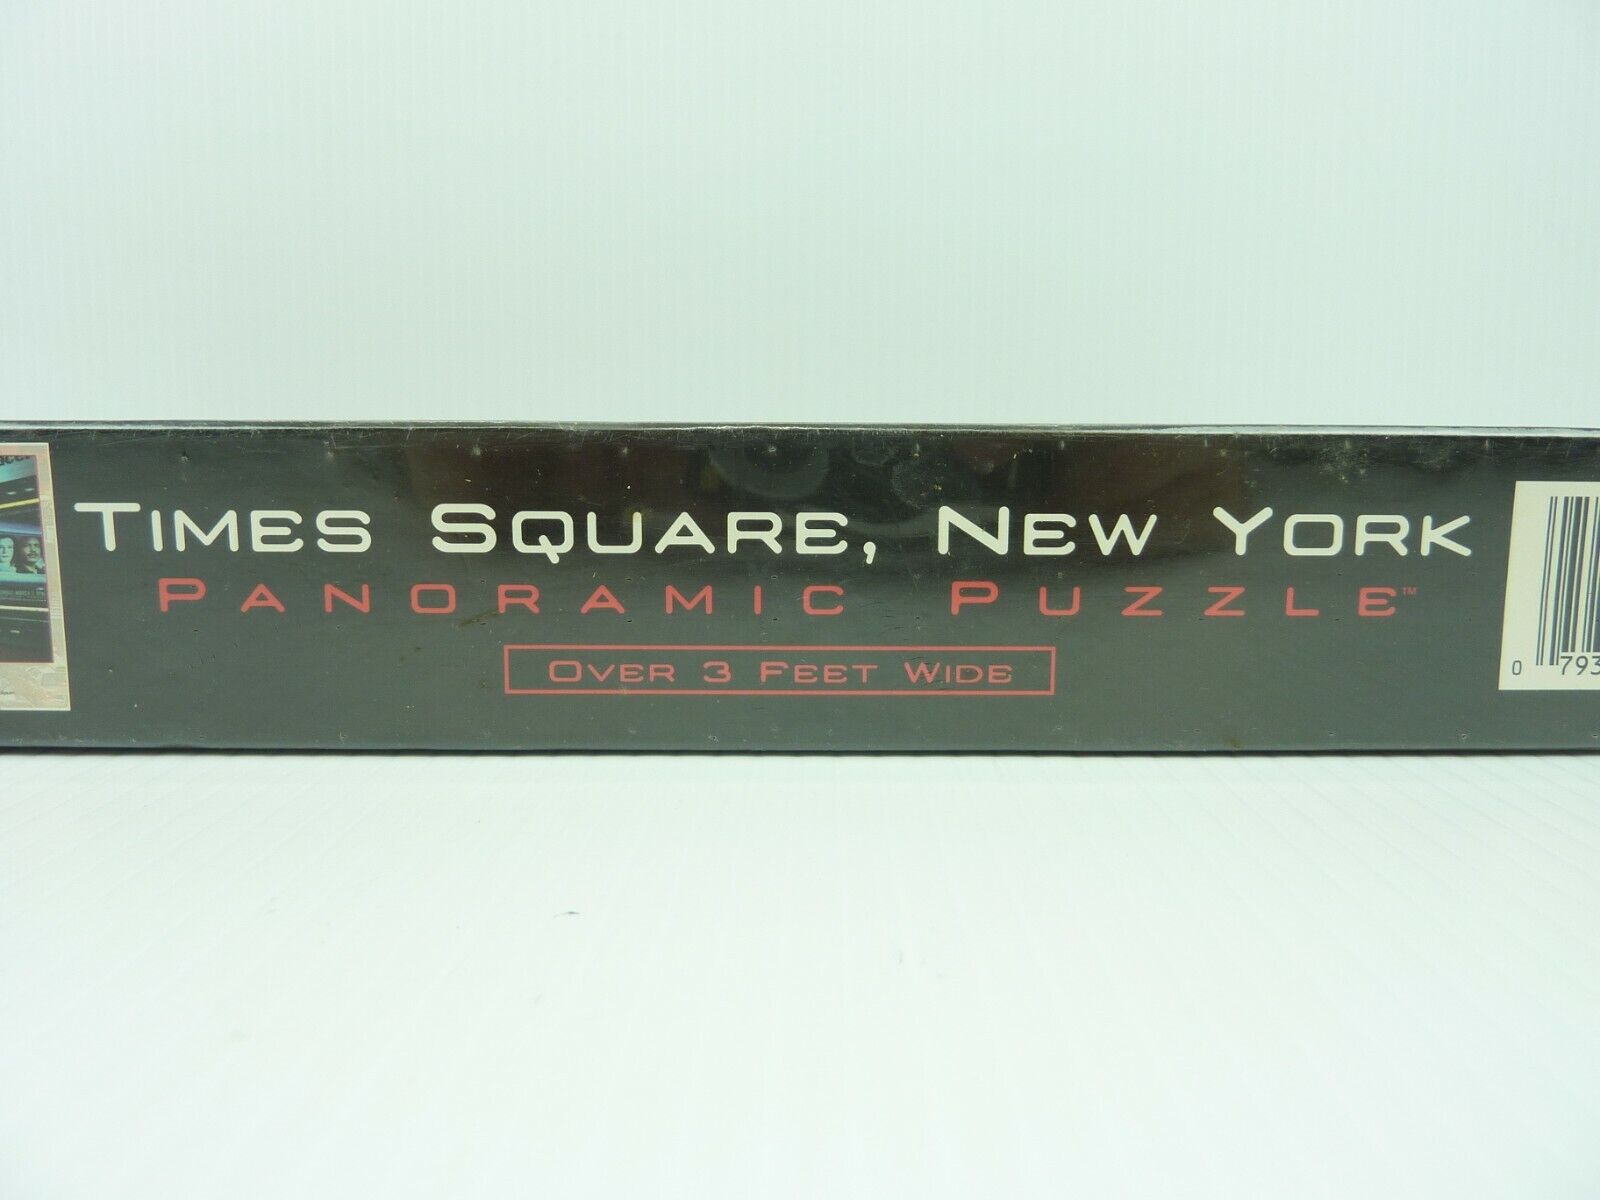 TIMES SQUARE, NEW YORK
PANORAMIC PUZZLE™
OVER 3 FEET WIDE
0 793